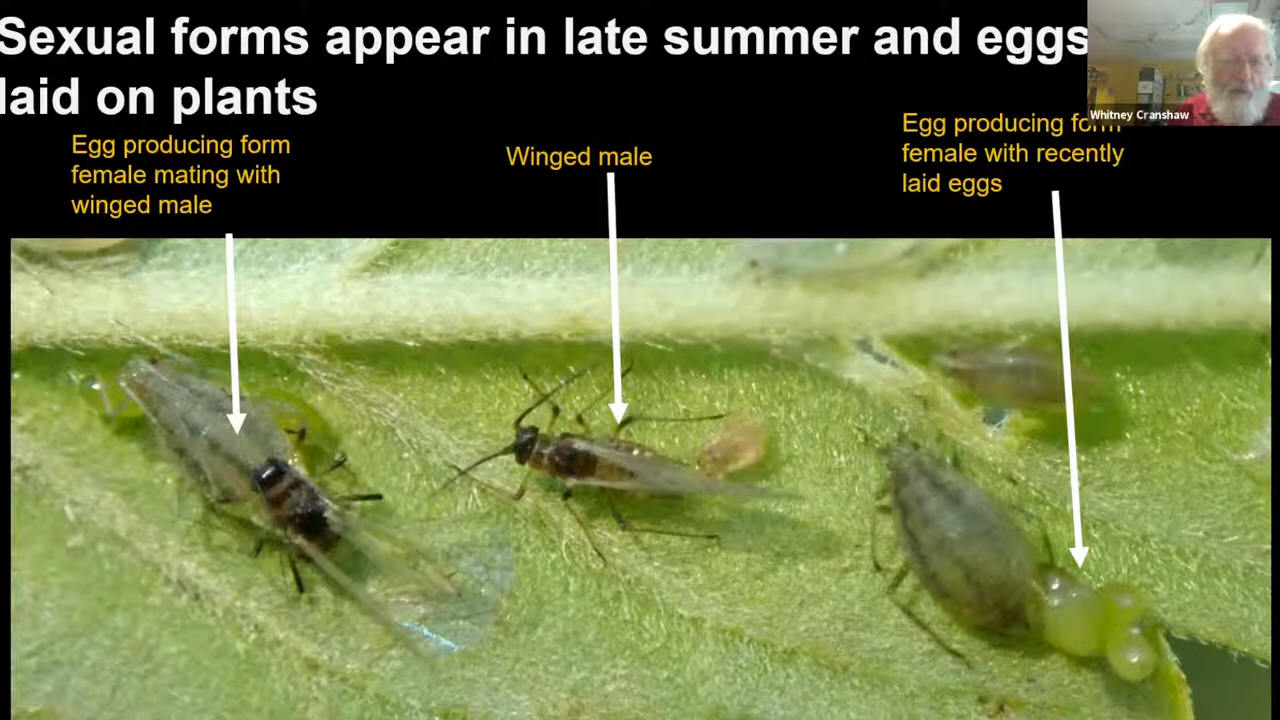 Sexual forms appear in late summer and eggs
laid on plants
Whitney Cranshaw
Egg producing form
female mating with
winged male
Winged male
Egg producing form
female with recently
laid eggs